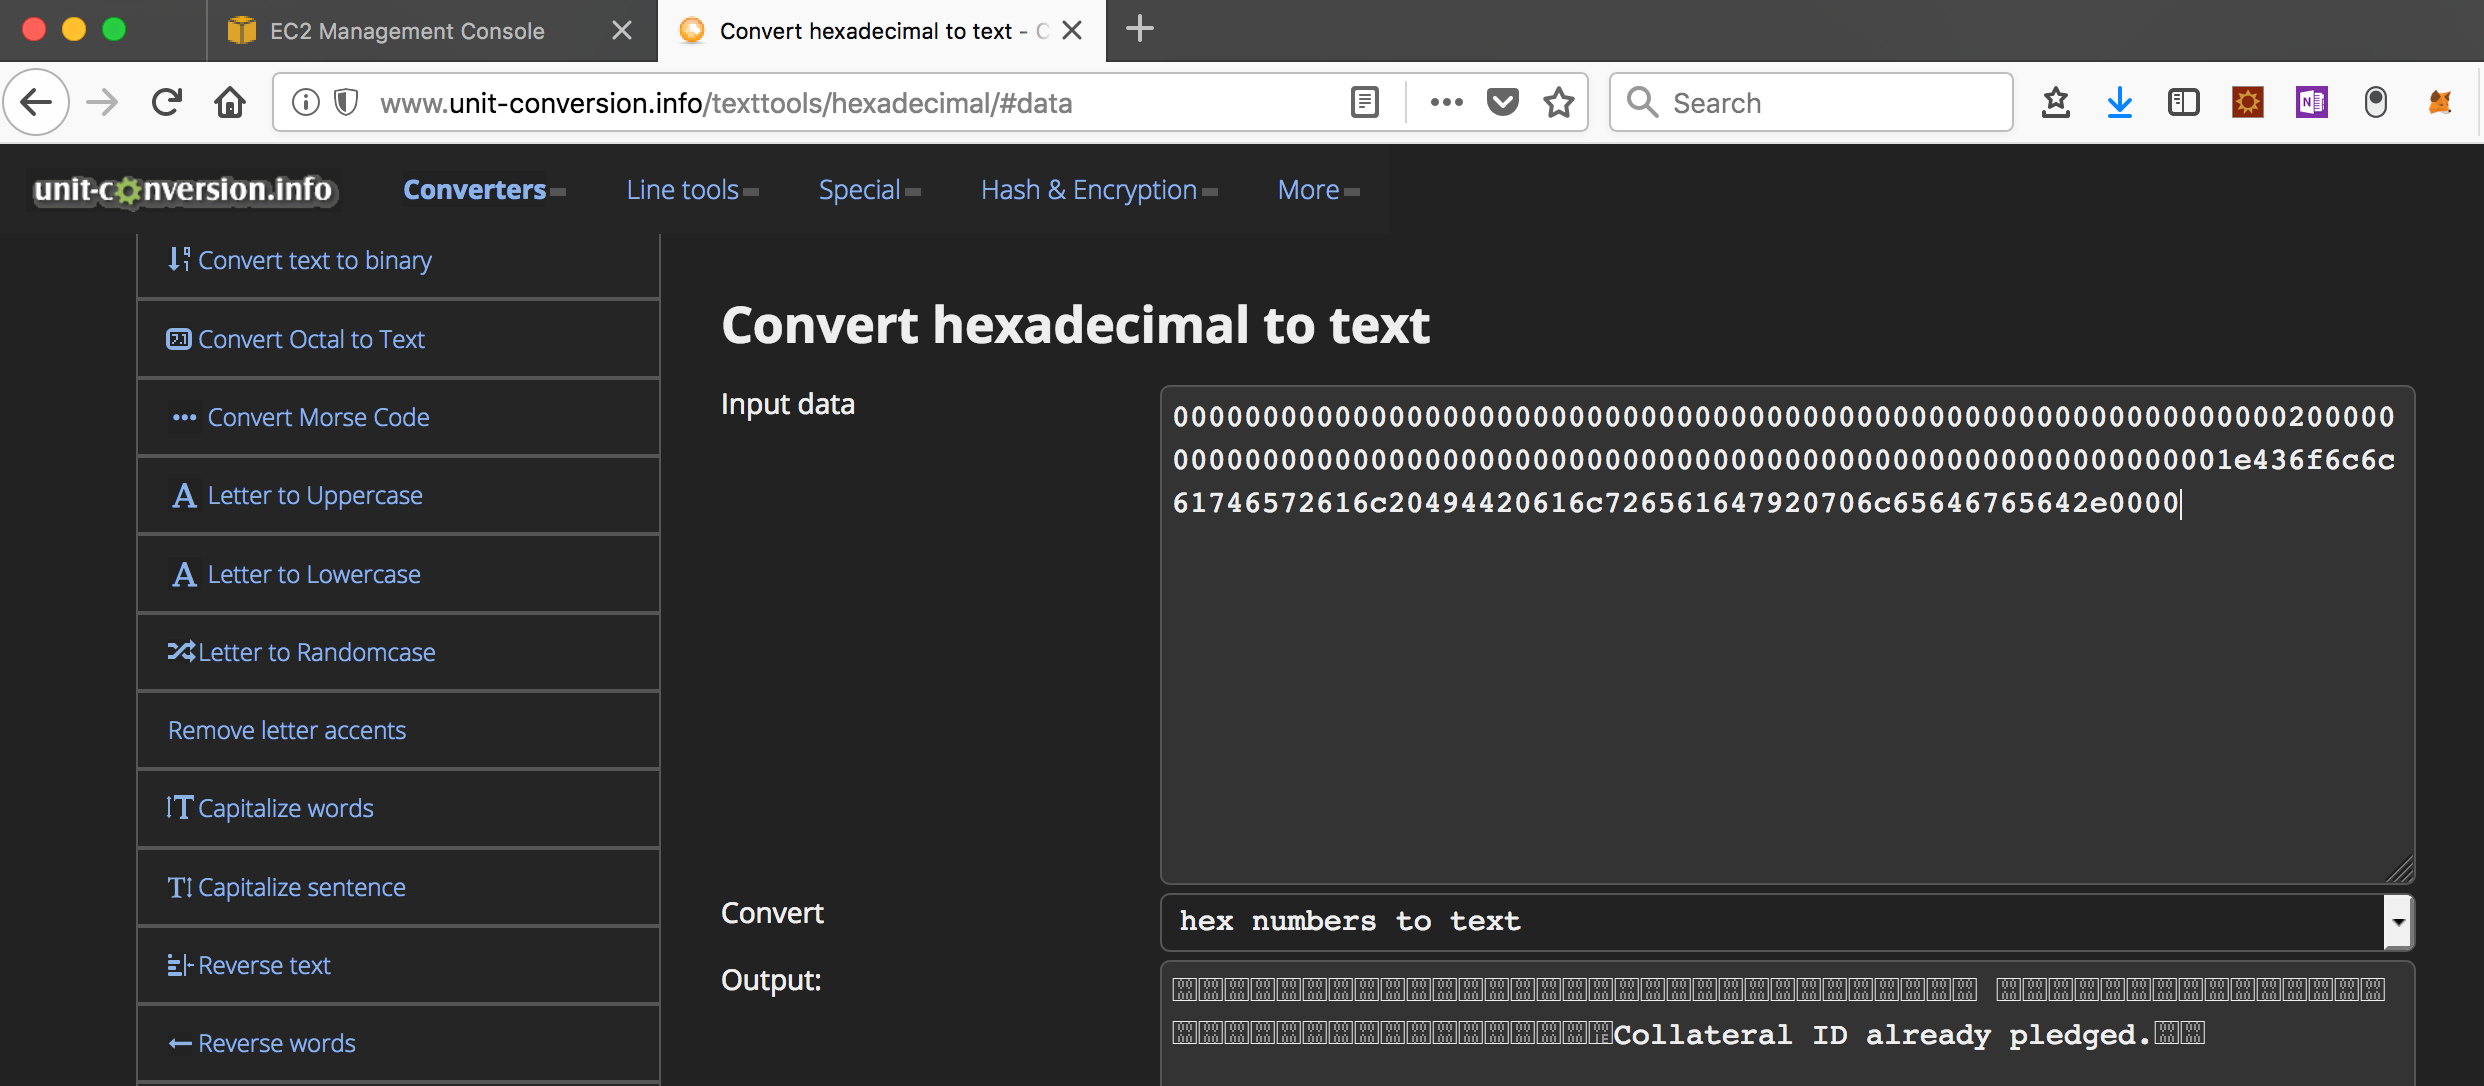 EC2 Management Console
Convert hexadecimal to text - C
www.unit-conversion.info/texttools/hexadecimal/#data
Search
unit-conversion.info
Converters
Line tools
Special
Hash & Encryption
More
Convert text to binary
Convert Octal to Text
Convert Morse Code
Letter to Uppercase
Letter to Lowercase
Letter to Randomcase
Remove letter accents
Capitalize words
Capitalize sentence
Reverse text
Reverse words
Convert hexadecimal to text
Input data
00000000000000000000000000000000000000000000000000000000000000200000
00000000000000000000000000000000000000000000000000000000001e436f6c6c
61746572616c20494420616c726561647920706c65646765642e0000
Convert
hex numbers to text
Output:
Collateral ID already pledged.